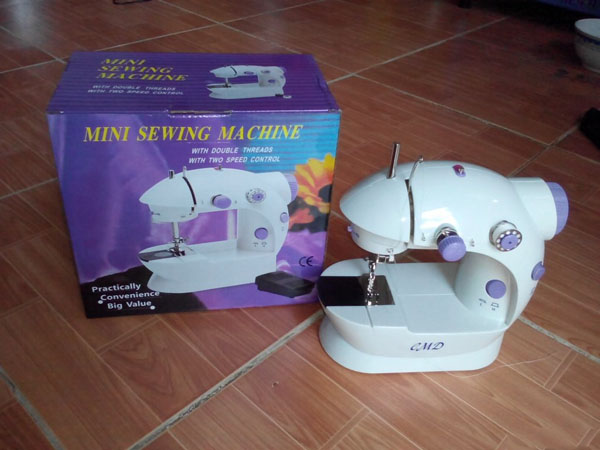 MINI
SEWING
MACHINE
WITH DOUBLE THREADS
WITH TWO SPEED CONTROL
MINI SEWING MACHINE
WITH DOUBLE THREADS
WITH TWO SPEED CONTROL
CE
Practically
Convenience
Big Value
CMD